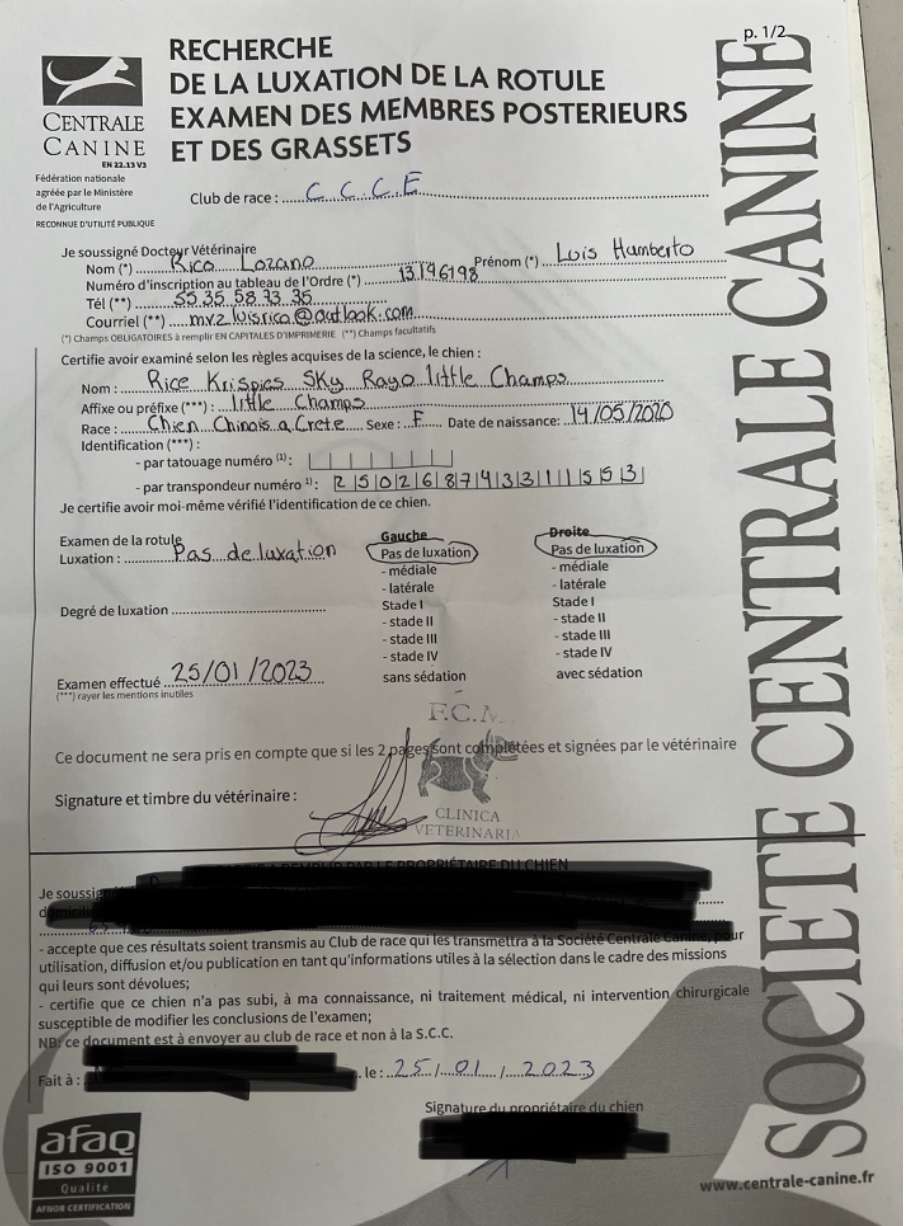 p. 1/2
RECHERCHE
DE LA LUXATION DE LA ROTULE
EXAMEN DES MEMBRES POSTERIEURS
ET DES GRASSETS
CENTRALE
CANINE
EN 22.13 V3
Fédération nationale
agréée par le Ministère
de l'Agriculture
RECONNUE D'UTILITÉ PUBLIQUE
Club de race : C.C.C.E
Je soussigné Docteur Vétérinaire
Nom (*) Rico Lozano Prénom (*) Luis Humberto
Numéro d'inscription au tableau de l'Ordre (*) 13196198
Tél (**) 55 35 58 73 35
Courriel (**) mvz luisrico@outlook.com
(*) Champs OBLIGATOIRES à remplir EN CAPITALES D'IMPRIMERIE (**) Champs facultatifs
Certifie avoir examiné selon les règles acquises de la science, le chien :
Nom : Rice Krispies Sky Rayo little Champs
Affixe ou préfixe (***) : little Champs
Race : Chien Chinois a Crete Sexe : F Date de naissance: 14/05/2020
Identification (***) :
- par tatouage numéro (1) :
- par transpondeur numéro 1) : 250268743311553
Je certifie avoir moi-même vérifié l'identification de ce chien.
Examen de la rotule Gauche Droite
Luxation : Pas de luxation Pas de luxation Pas de luxation
- médiale - médiale
- latérale - latérale
Degré de luxation Stade I Stade I
- stade II - stade II
- stade III - stade III
- stade IV - stade IV
Examen effectué 25/01/2023 sans sédation avec sédation
(***) rayer les mentions inutiles
F.C.M.
Ce document ne sera pris en compte que si les 2 pages sont complétées et signées par le vétérinaire
Signature et timbre du vétérinaire :
CLINICA
VETERINARIA
PAR LE PROPRIÉTAIRE DU CHIEN
Je soussigné
domicilié
- accepte que ces résultats soient transmis au Club de race qui les transmettra à la Société Centrale Canine, pour
utilisation, diffusion et/ou publication en tant qu'informations utiles à la sélection dans le cadre des missions
qui leurs sont dévolues;
- certifie que ce chien n'a pas subi, à ma connaissance, ni traitement médical, ni intervention chirurgicale
susceptible de modifier les conclusions de l'examen;
NB: ce document est à envoyer au club de race et non à la S.C.C.
Fait à : le : 25/01/2023
Signature du propriétaire du chien
afaq
ISO 9001
Qualité
AFNOR CERTIFICATION
www.centrale-canine.fr
SOCIETE CENTRALE CANINE